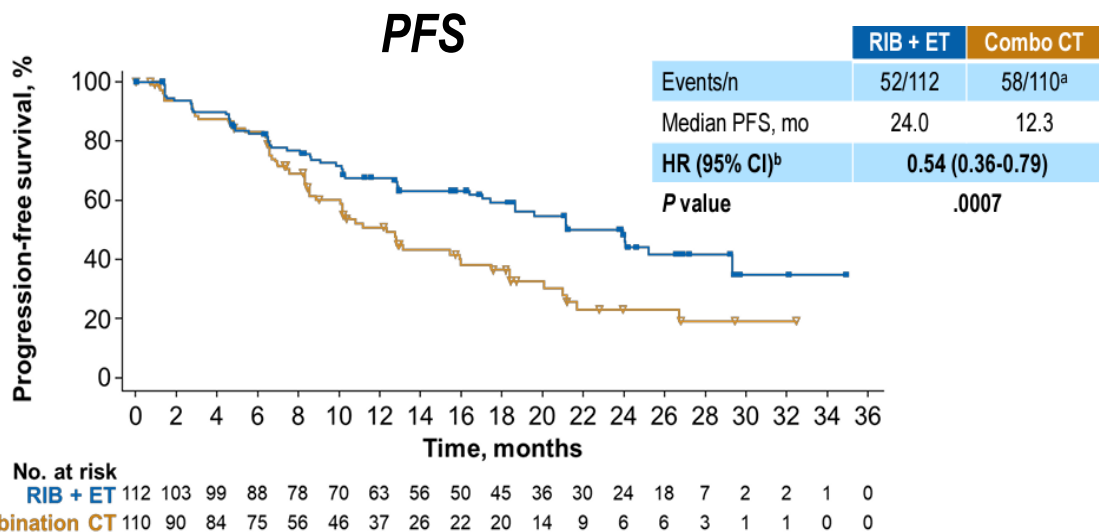 PFS
RIB + ET Combo CT
Events/n 52/112 58/110ᵃ
Median PFS, mo 24.0 12.3
HR (95% CI)ᵇ 0.54 (0.36-0.79)
P value .0007
Progression-free survival, %
100
80
60
40
20
0
0 2 4 6 8 10 12 14 16 18 20 22 24 26 28 30 32 34 36
Time, months
No. at risk
RIB + ET 112 103 99 88 78 70 63 56 50 45 36 30 24 18 7 2 2 1 0
bination CT 110 90 84 75 56 46 37 26 22 20 14 9 6 6 3 1 1 0 0